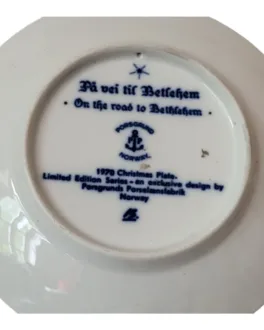 På vei til Betlehem
· On the road to Bethlehem ·
PORSGRUND
NORWAY
1970 Christmas Plate.
Limited Edition Series - an exclusive design by
Porsgrunds Porselænsfabrik
Norway